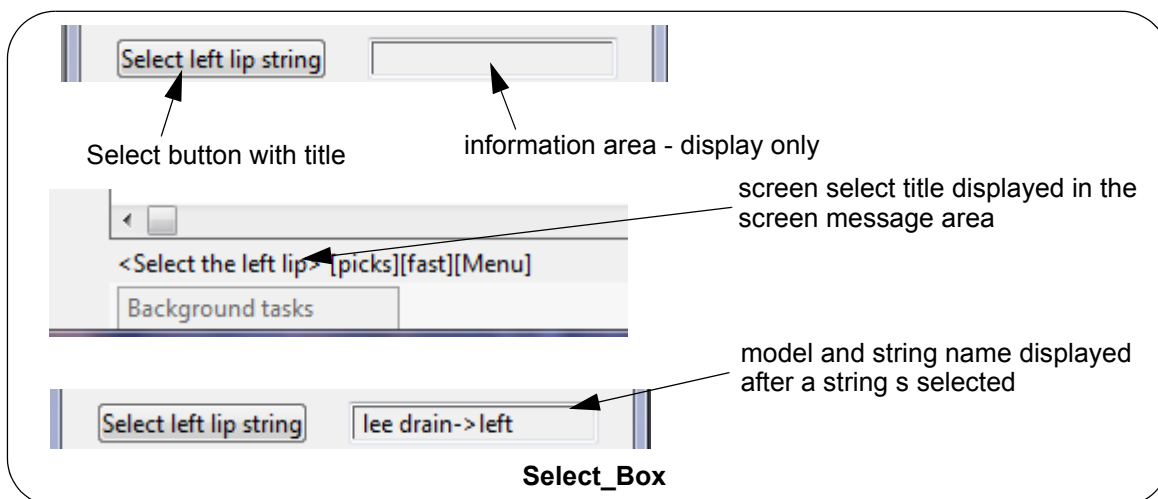 Select left lip string
Select button with title
information area - display only
screen select title displayed in the
screen message area
<Select the left lip> [picks][fast][Menu]
Background tasks
model and string name displayed
after a string s selected
Select left lip string lee drain->left
Select_Box